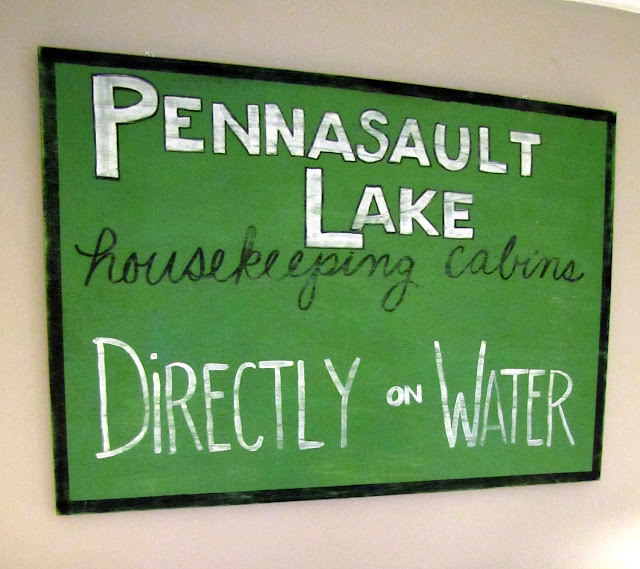 PENNASAULT
LAKE
housekeeping cabins
DiRECTLY ON WATER